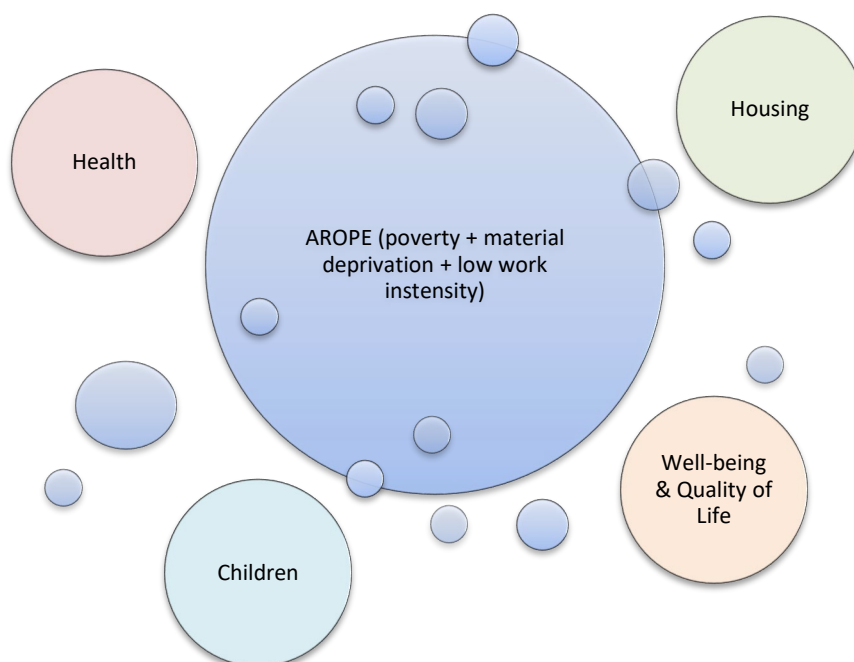 Housing
Health
AROPE (poverty + material
deprivation + low work
instensity)
Well-being
& Quality of
Life
Children